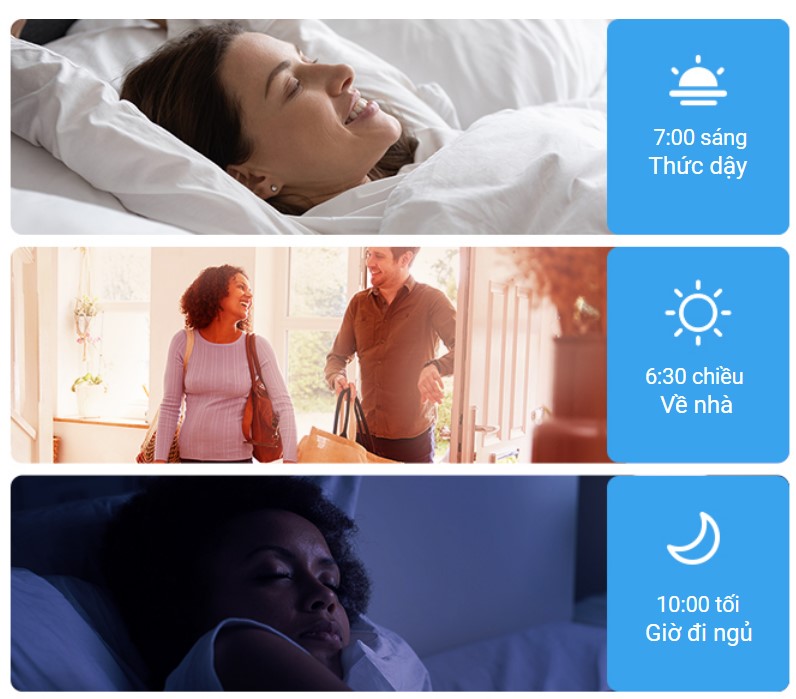 7:00 sáng
Thức dậy
6:30 chiều
Về nhà
10:00 tối
Giờ đi ngủ